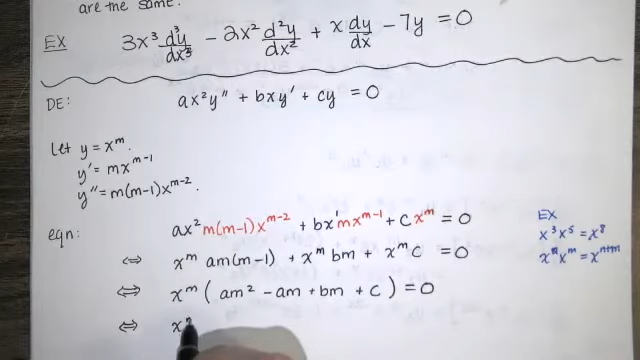 are the same.
EX 3x³ d³y/dx³ - 2x² d²y/dx² + x dy/dx - 7y = 0
DE: ax²y'' + bxy' + cy = 0
Let y = x^m.
y' = mx^(m-1)
y'' = m(m-1)x^(m-2).
eqn: ax² m(m-1)x^(m-2) + bx¹ mx^(m-1) + c x^m = 0
⇔ x^m am(m-1) + x^m bm + x^m c = 0
⇔ x^m ( am² - am + bm + c ) = 0
⇔ x
EX
x³x⁵ = x⁸
x^n x^m = x^(n+m)